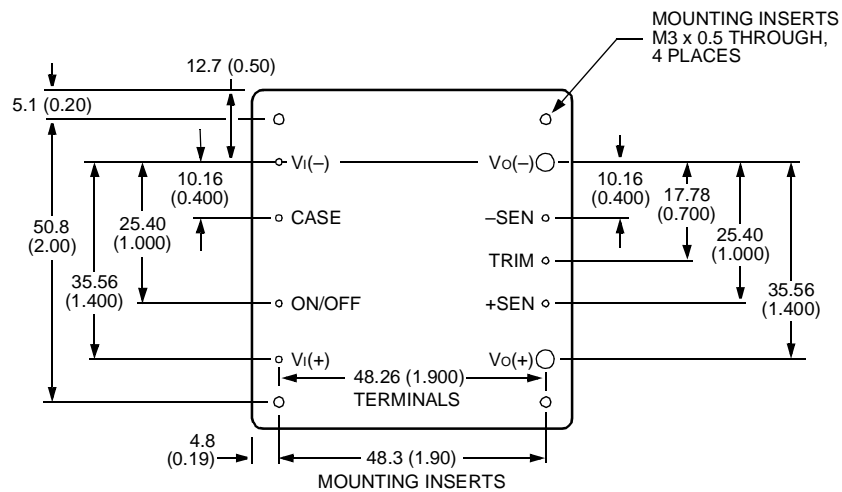 MOUNTING INSERTS
M3 x 0.5 THROUGH,
4 PLACES
12.7 (0.50)
5.1 (0.20)
VI(–)
VO(–)
10.16
(0.400)
10.16
(0.400)
17.78
(0.700)
CASE
–SEN
50.8
(2.00)
25.40
(1.000)
25.40
(1.000)
TRIM
35.56
(1.400)
35.56
(1.400)
ON/OFF
+SEN
VI(+)
VO(+)
48.26 (1.900)
TERMINALS
4.8
(0.19)
48.3 (1.90)
MOUNTING INSERTS